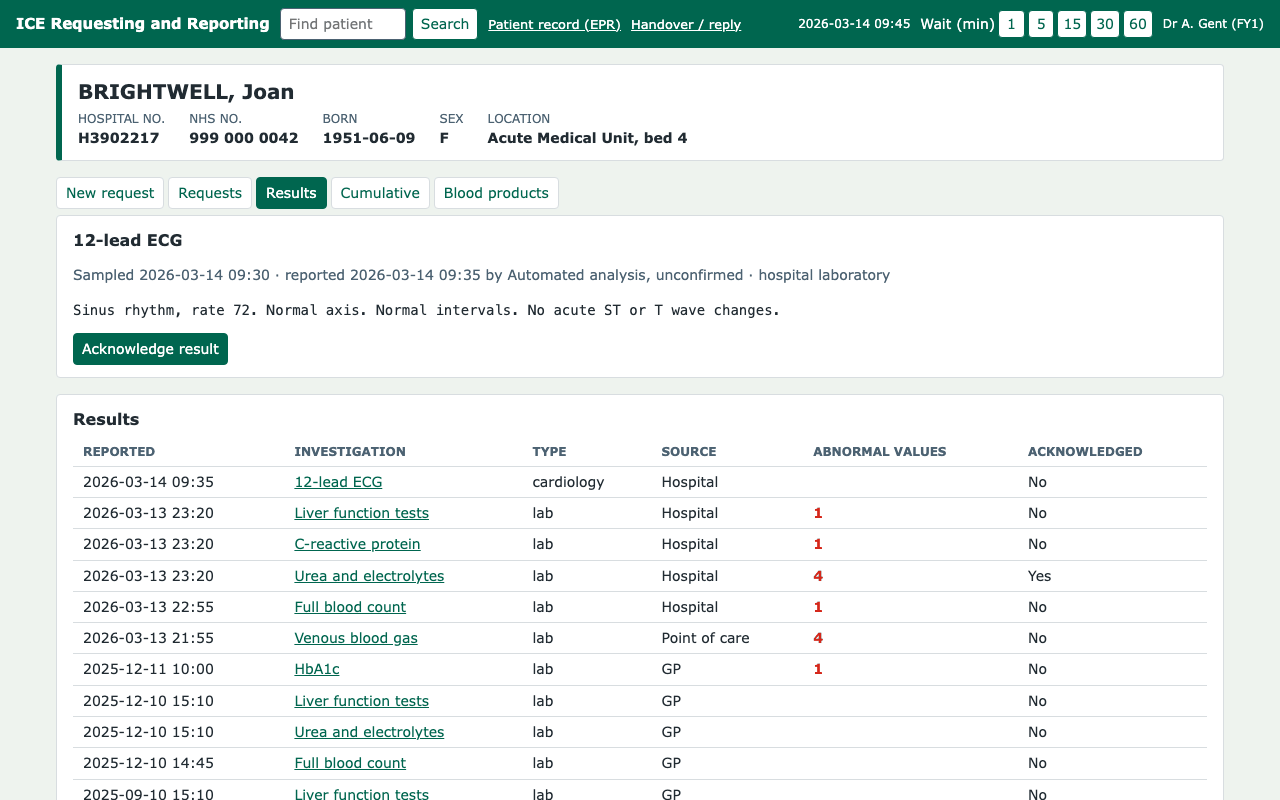 ICE Requesting and Reporting Find patient Search Patient record (EPR) Handover / reply 2026-03-14 09:45 Wait (min) 1 5 15 30 60 Dr A. Gent (FY1)
BRIGHTWELL, Joan
HOSPITAL NO. NHS NO. BORN SEX LOCATION
H3902217 999 000 0042 1951-06-09 F Acute Medical Unit, bed 4
New request Requests Results Cumulative Blood products
12-lead ECG
Sampled 2026-03-14 09:30 · reported 2026-03-14 09:35 by Automated analysis, unconfirmed · hospital laboratory
Sinus rhythm, rate 72. Normal axis. Normal intervals. No acute ST or T wave changes.
Acknowledge result
Results
REPORTED INVESTIGATION TYPE SOURCE ABNORMAL VALUES ACKNOWLEDGED
2026-03-14 09:35 12-lead ECG cardiology Hospital No
2026-03-13 23:20 Liver function tests lab Hospital 1 No
2026-03-13 23:20 C-reactive protein lab Hospital 1 No
2026-03-13 23:20 Urea and electrolytes lab Hospital 4 Yes
2026-03-13 22:55 Full blood count lab Hospital 1 No
2026-03-13 21:55 Venous blood gas lab Point of care 4 No
2025-12-11 10:00 HbA1c lab GP 1 No
2025-12-10 15:10 Liver function tests lab GP No
2025-12-10 15:10 Urea and electrolytes lab GP No
2025-12-10 14:45 Full blood count lab GP No
2025-09-10 15:10 Liver function tests lab GP No